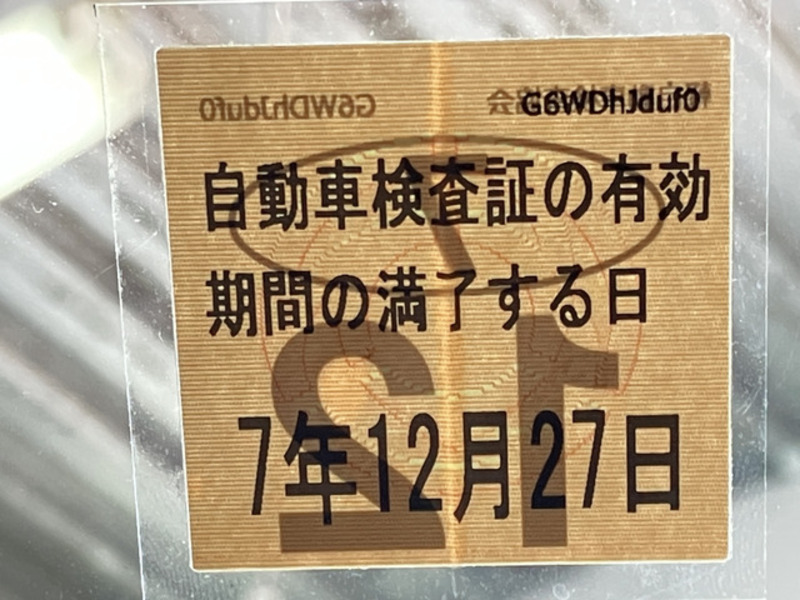 G6WDhJduf0
自動車検査証の有効
期間の満了する日
7年12月27日